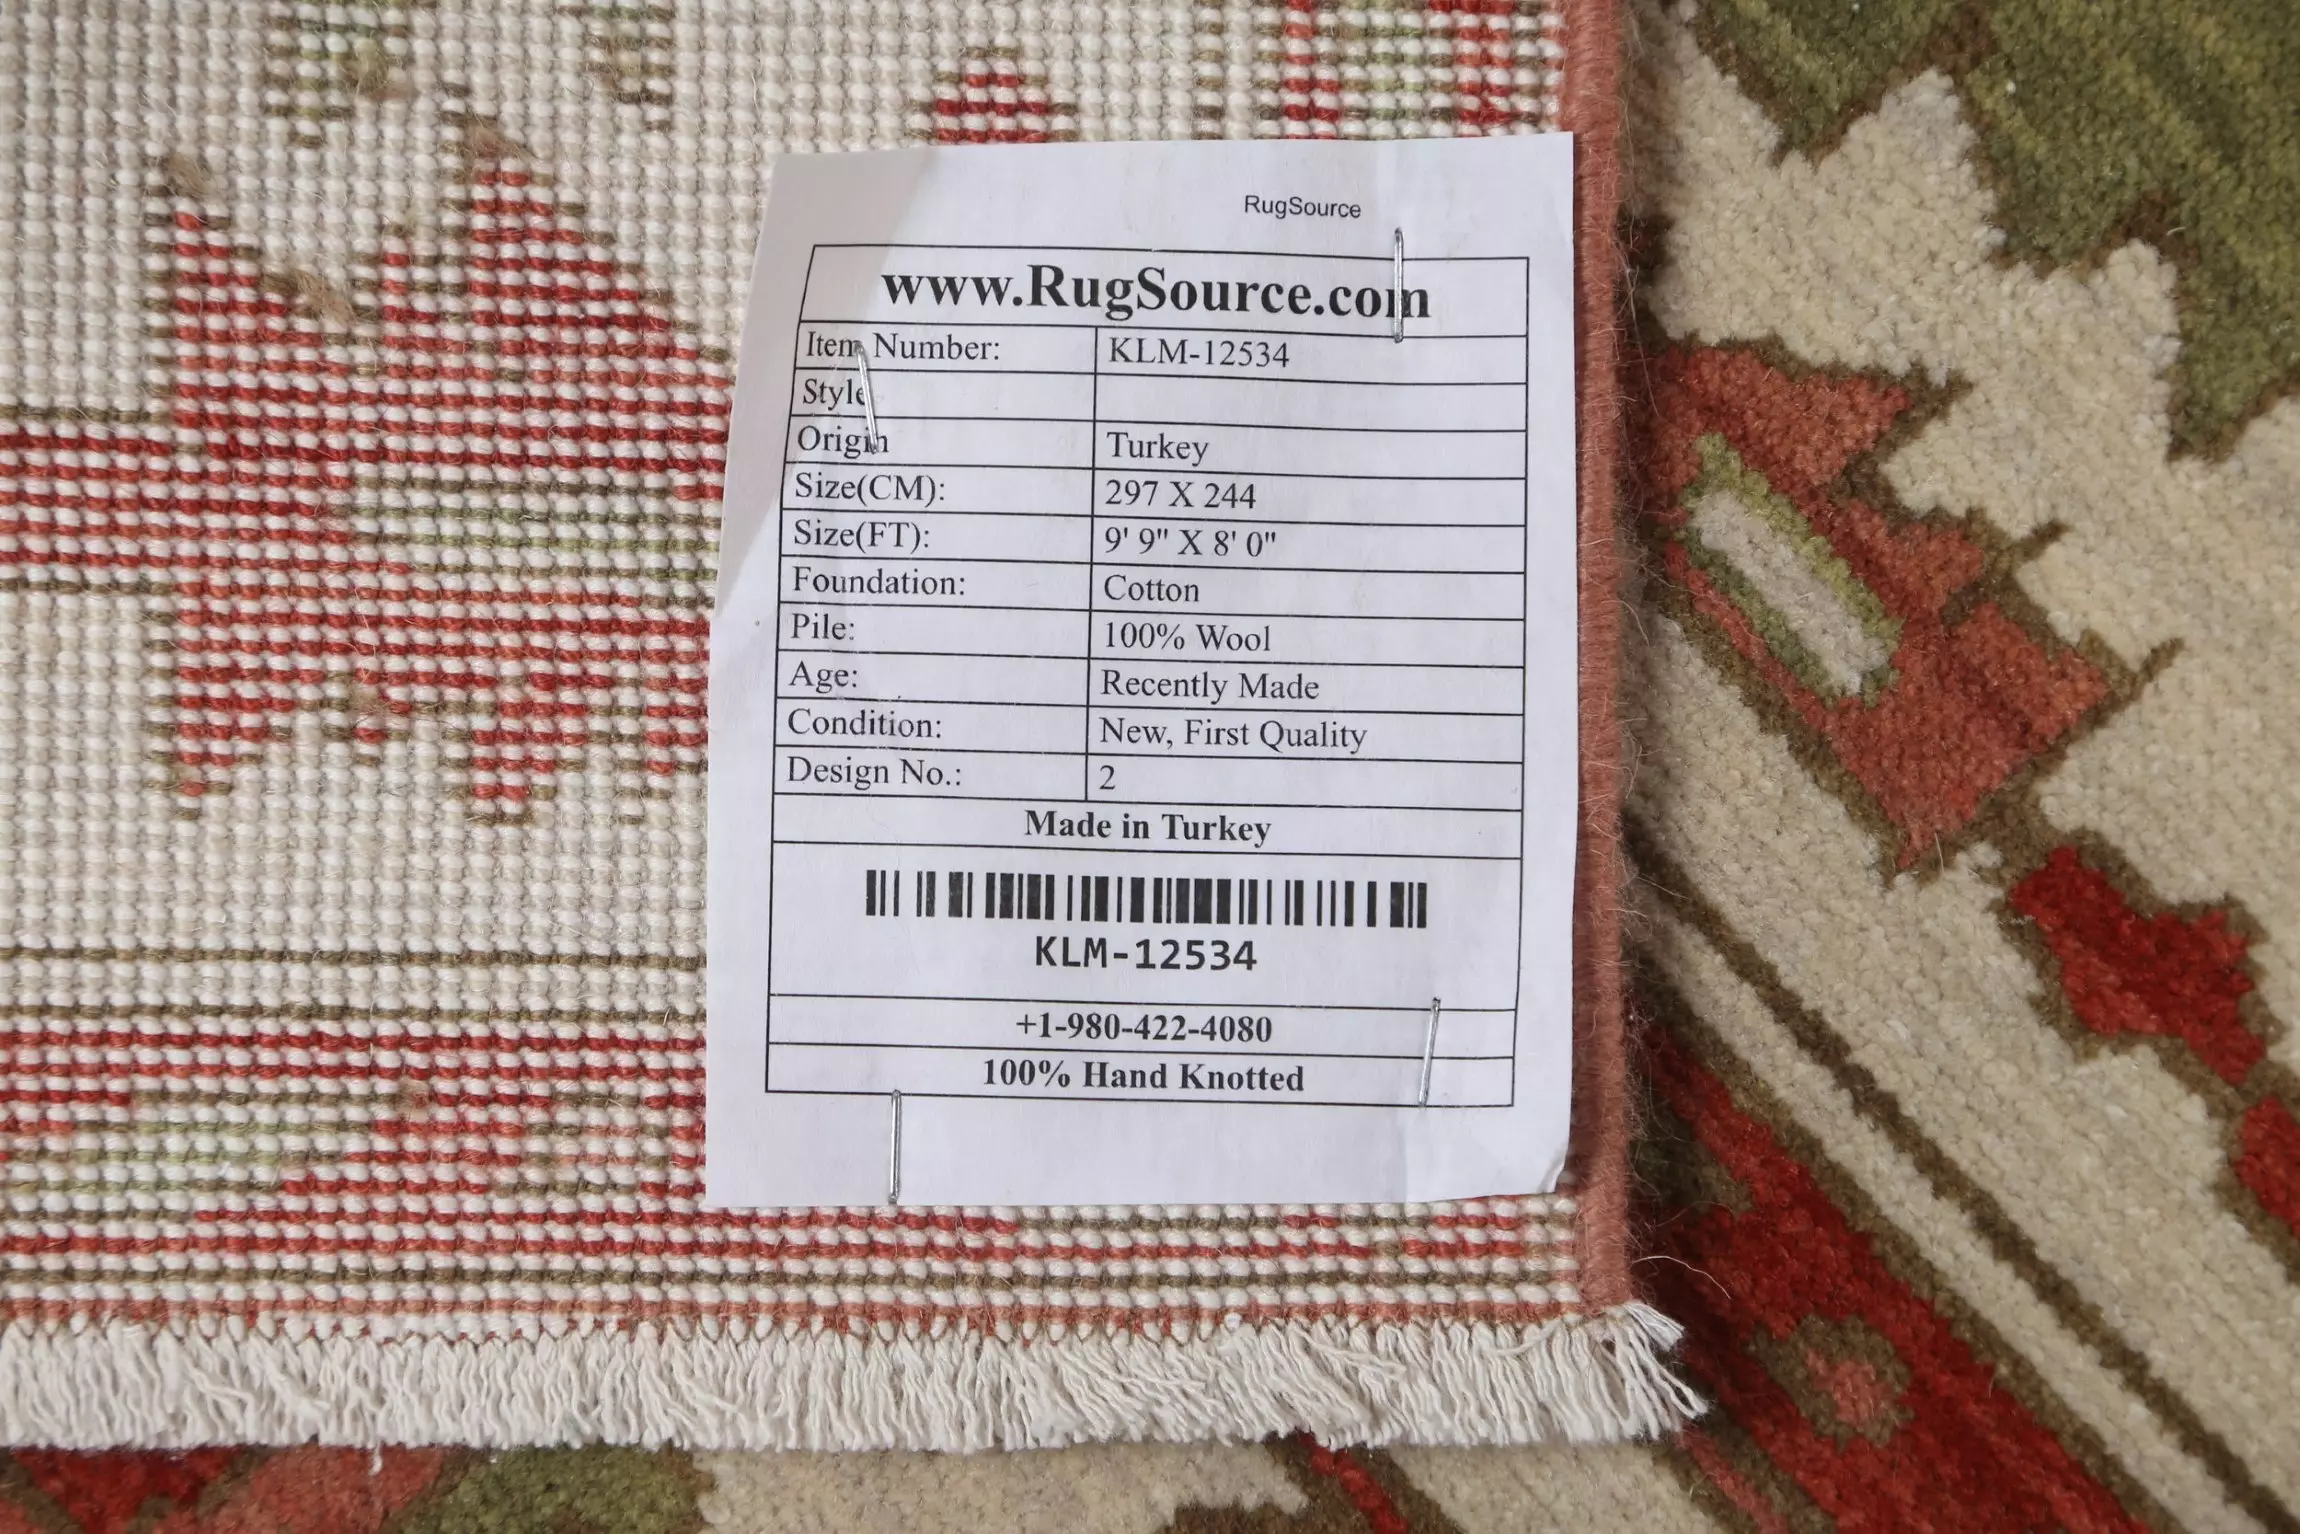 RugSource
www.RugSource.com
Item Number: KLM-12534
Style
Origin Turkey
Size(CM): 297 X 244
Size(FT): 9' 9" X 8' 0"
Foundation: Cotton
Pile: 100% Wool
Age: Recently Made
Condition: New, First Quality
Design No.: 2
Made in Turkey
KLM-12534
+1-980-422-4080
100% Hand Knotted